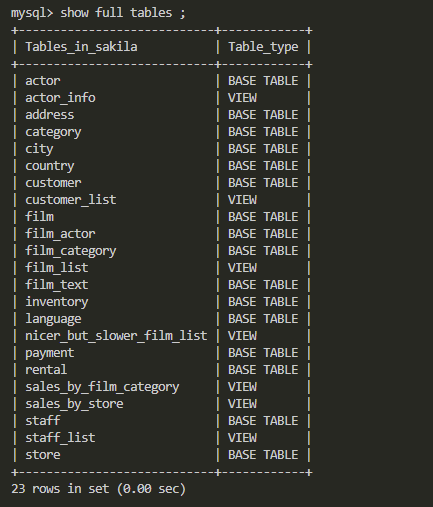 mysql> show full tables ;
+----------------------------+------------+
| Tables_in_sakila           | Table_type |
+----------------------------+------------+
| actor                      | BASE TABLE |
| actor_info                 | VIEW       |
| address                    | BASE TABLE |
| category                   | BASE TABLE |
| city                       | BASE TABLE |
| country                    | BASE TABLE |
| customer                   | BASE TABLE |
| customer_list              | VIEW       |
| film                       | BASE TABLE |
| film_actor                 | BASE TABLE |
| film_category              | BASE TABLE |
| film_list                  | VIEW       |
| film_text                  | BASE TABLE |
| inventory                  | BASE TABLE |
| language                   | BASE TABLE |
| nicer_but_slower_film_list | VIEW       |
| payment                    | BASE TABLE |
| rental                     | BASE TABLE |
| sales_by_film_category     | VIEW       |
| sales_by_store             | VIEW       |
| staff                      | BASE TABLE |
| staff_list                 | VIEW       |
| store                      | BASE TABLE |
+----------------------------+------------+
23 rows in set (0.00 sec)